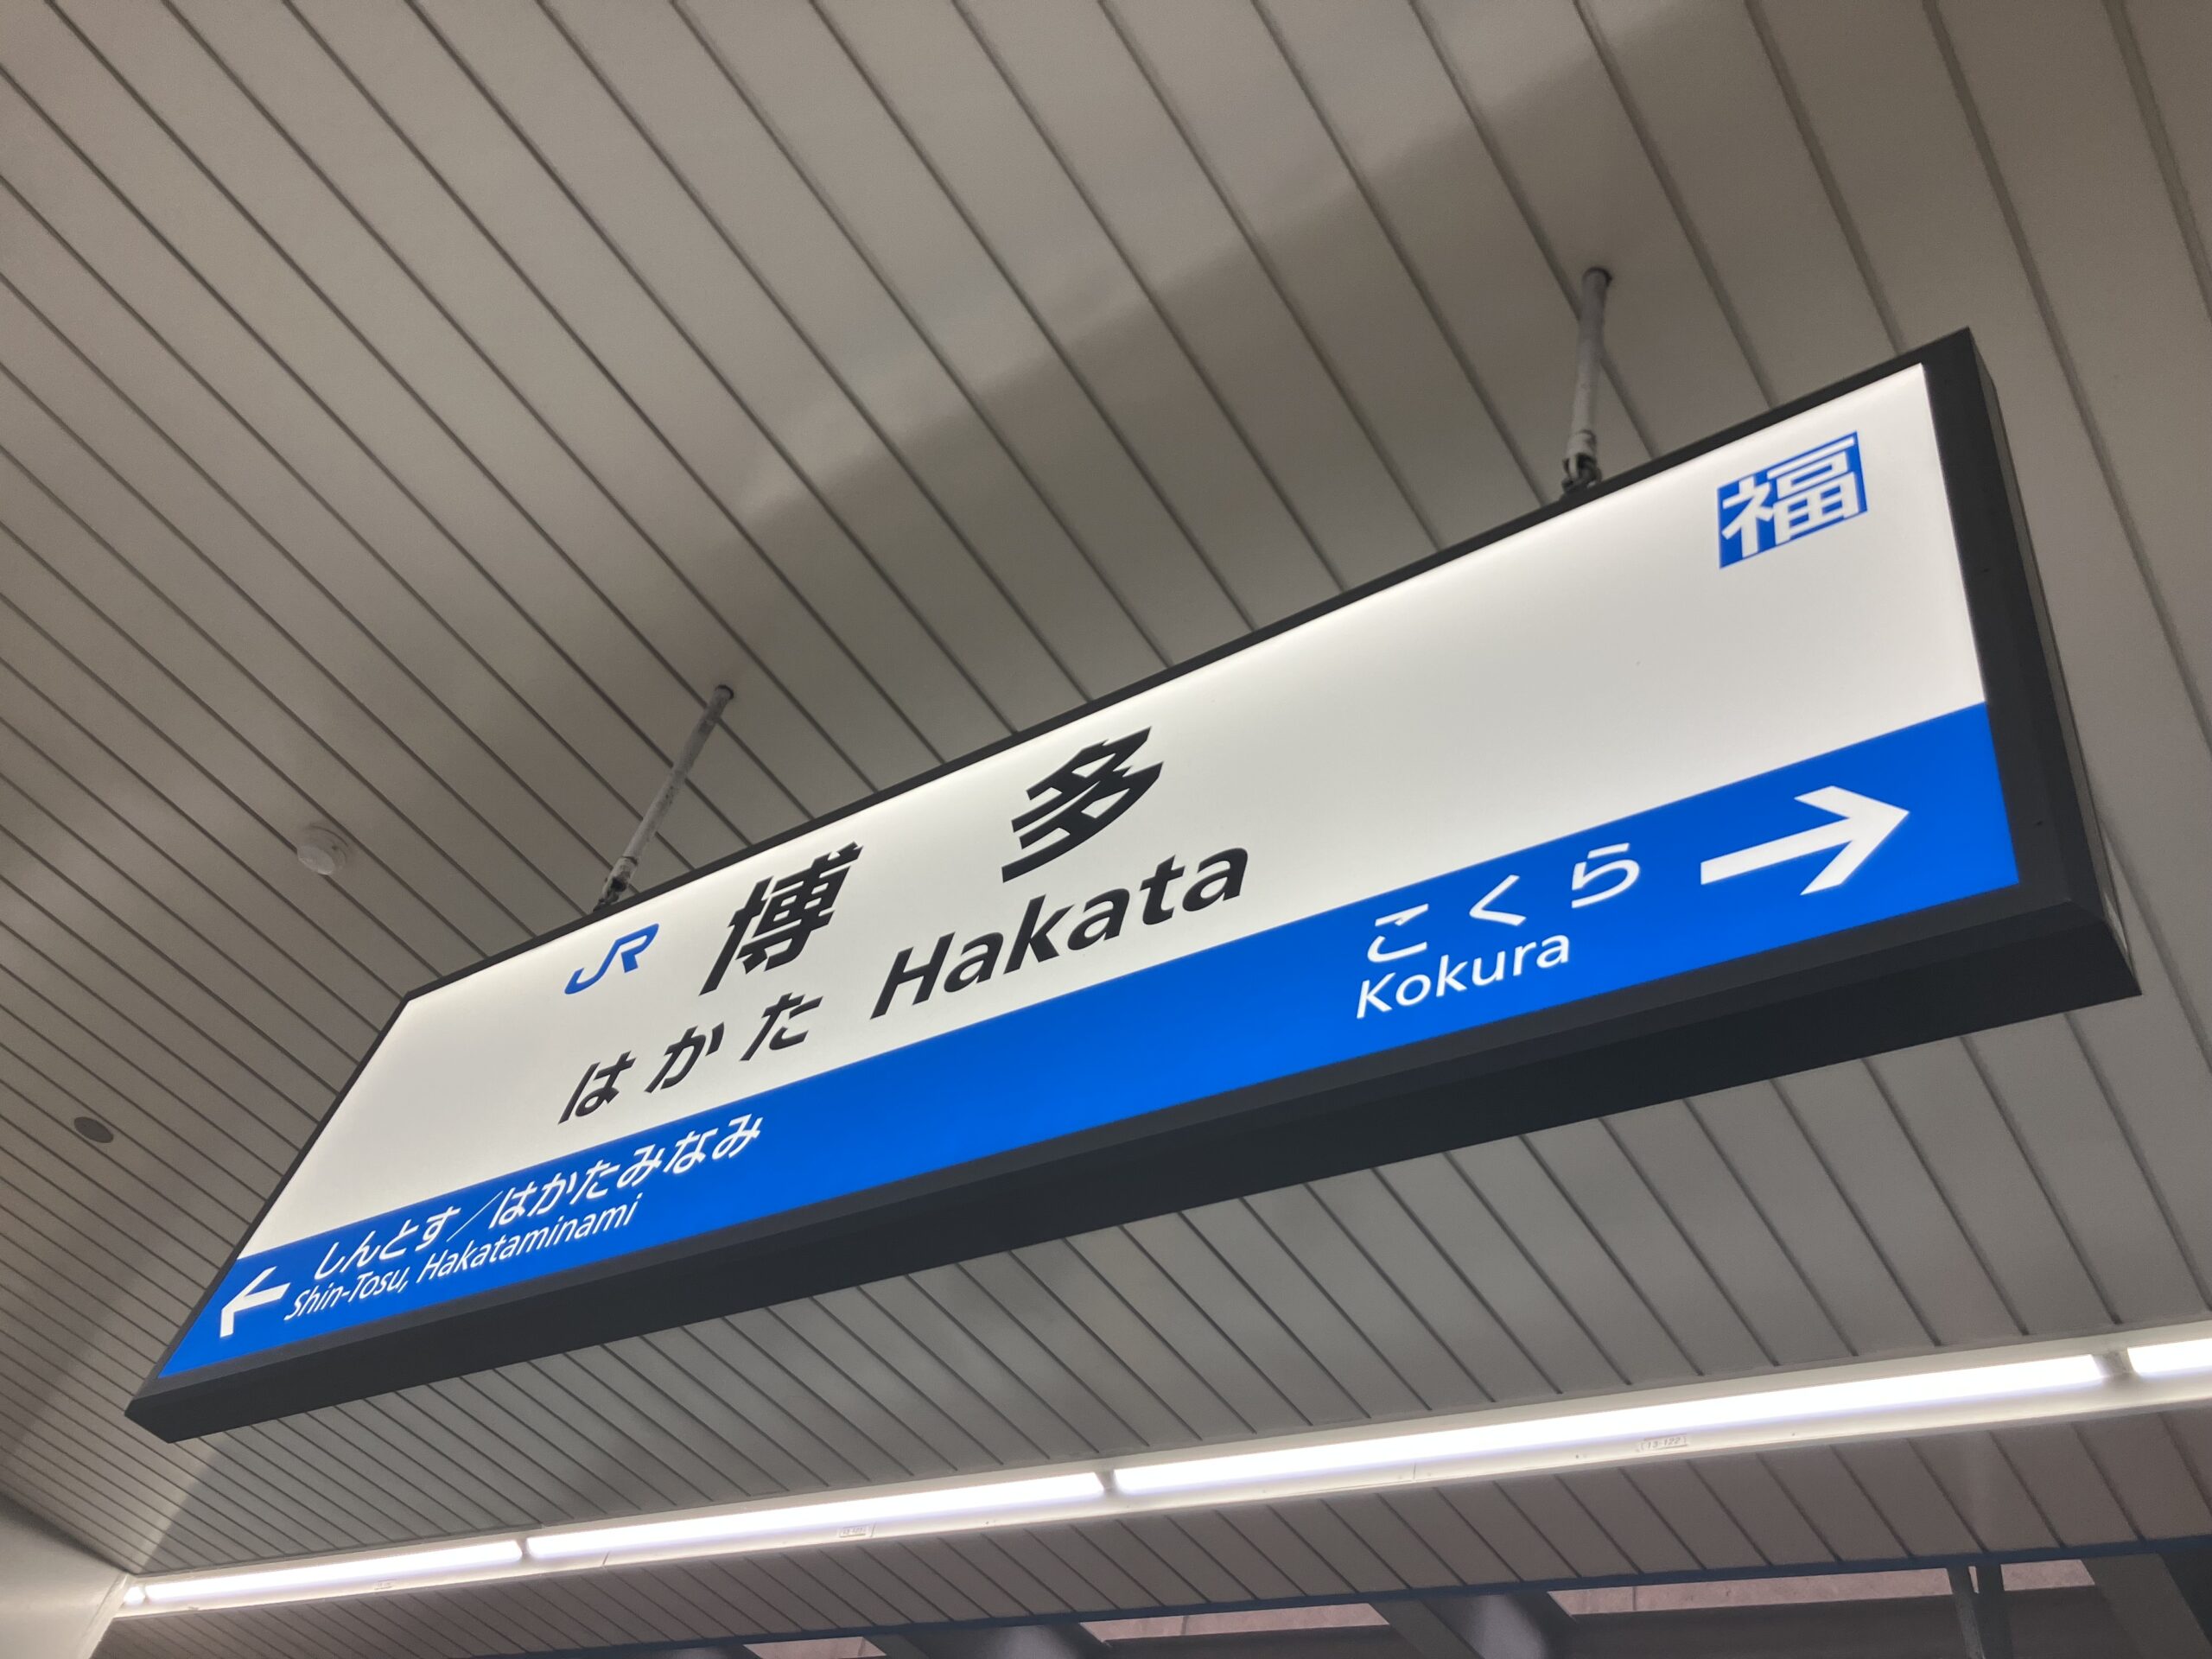 福
JR 博多
はかた Hakata
こくら →
Kokura
← しんとす/はかたみなみ
Shin-Tosu, Hakataminami